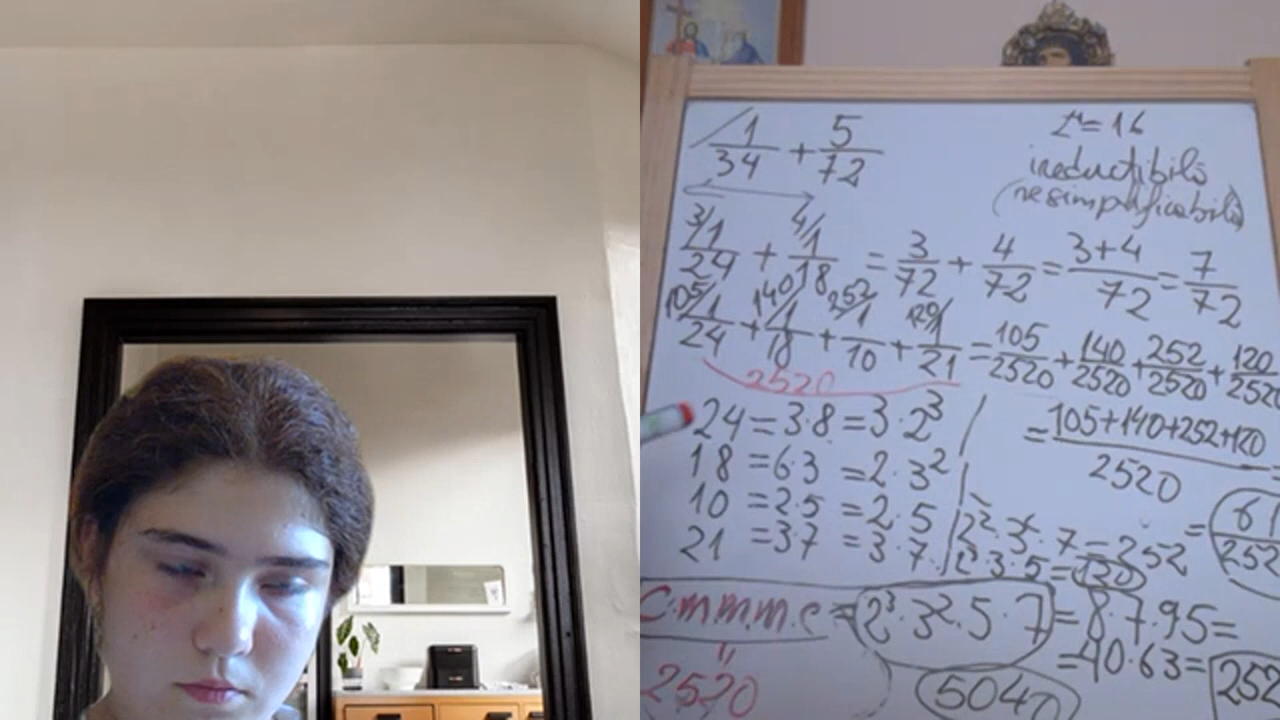 1/34 + 5/72
2⁴=16
ireductibilă
(nesimplificabilă)
3/1/24 + 4/1/18 = 3/72 + 4/72 = 3+4/72 = 7/72
105/1/24 + 140/1/18 + 252/1/10 + 120/1/21 = 105/2520 + 140/2520 + 252/2520 + 120/2520
2520
24 = 3·8 = 3·2³
= 105+140+252+120/2520 =
18 = 6·3 = 2·3²
10 = 2·5 = 2·5
21 = 3·7 = 3·7
2²·3²·7 = 252
= 61/252
2³·3·5 = 120
c.m.m.m.c = 2³·3²·5·7 = 8·7·95 =
= 40·63 = 252
2520
5040